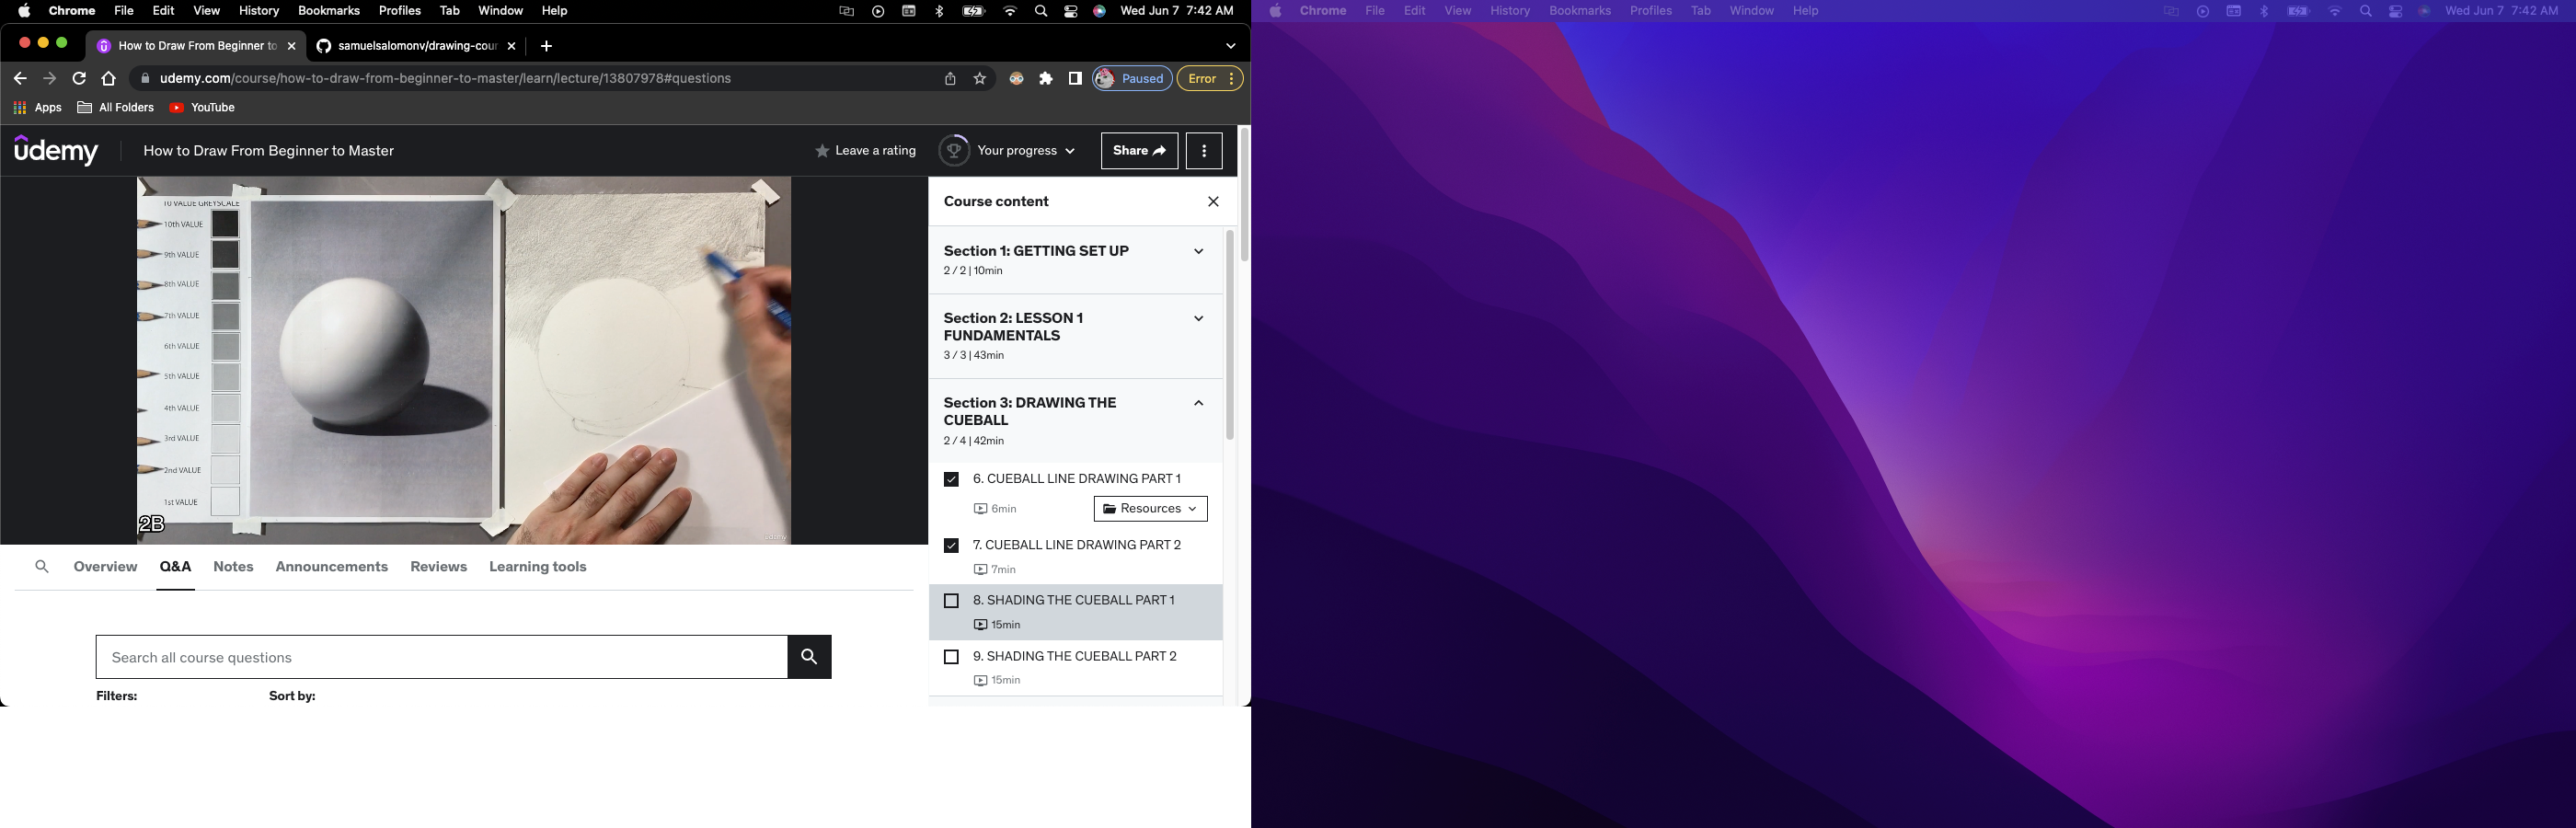 Chrome File Edit View History Bookmarks Profiles Tab Window Help Wed Jun 7 7:42 AM
Chrome File Edit View History Bookmarks Profiles Tab Window Help Wed Jun 7 7:42 AM
How to Draw From Beginner to samuelsalomonv/drawing-cour
udemy.com/course/how-to-draw-from-beginner-to-master/learn/lecture/13807978#questions Paused Error
Apps All Folders YouTube
udemy How to Draw From Beginner to Master Leave a rating Your progress Share
10 VALUE GREYSCALE
10th VALUE
9th VALUE
8th VALUE
7th VALUE
6th VALUE
5th VALUE
4th VALUE
3rd VALUE
2nd VALUE
1st VALUE
2B
udemy
Course content
Section 1: GETTING SET UP
2 / 2 | 10min
Section 2: LESSON 1
FUNDAMENTALS
3 / 3 | 43min
Section 3: DRAWING THE
CUEBALL
2 / 4 | 42min
6. CUEBALL LINE DRAWING PART 1
6min Resources
7. CUEBALL LINE DRAWING PART 2
7min
8. SHADING THE CUEBALL PART 1
15min
9. SHADING THE CUEBALL PART 2
15min
Overview Q&A Notes Announcements Reviews Learning tools
Search all course questions
Filters: Sort by: